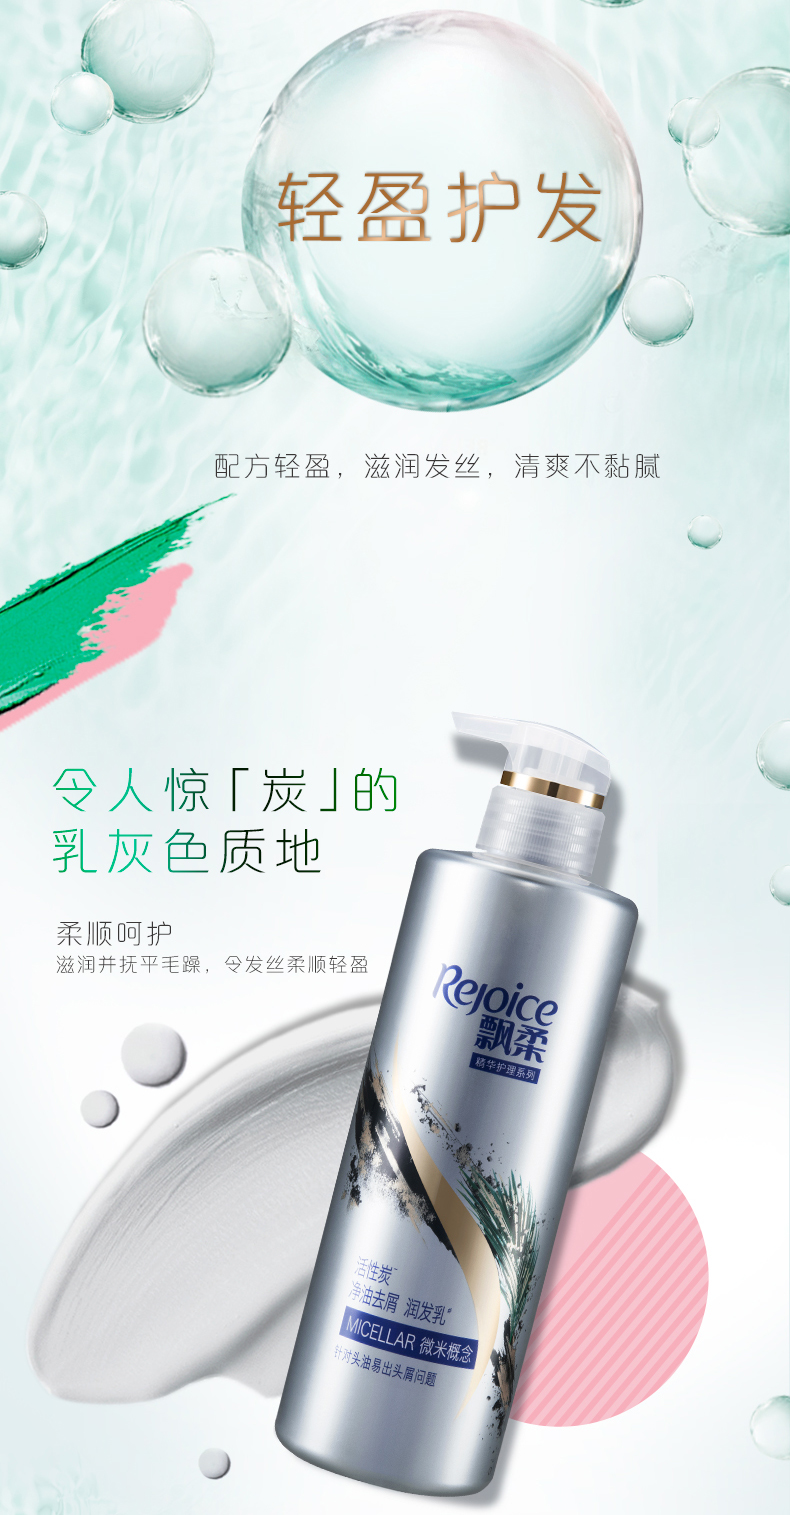 轻盈护发
配方轻盈，滋润发丝，清爽不黏腻
令人惊「炭」的
乳灰色质地
柔顺呵护
滋润并抚平毛躁，令发丝柔顺轻盈
Rejoice
飘柔
精华护理系列
活性炭~
净油去屑 润发乳#
MICELLAR 微米概念
针对头油易出头屑问题